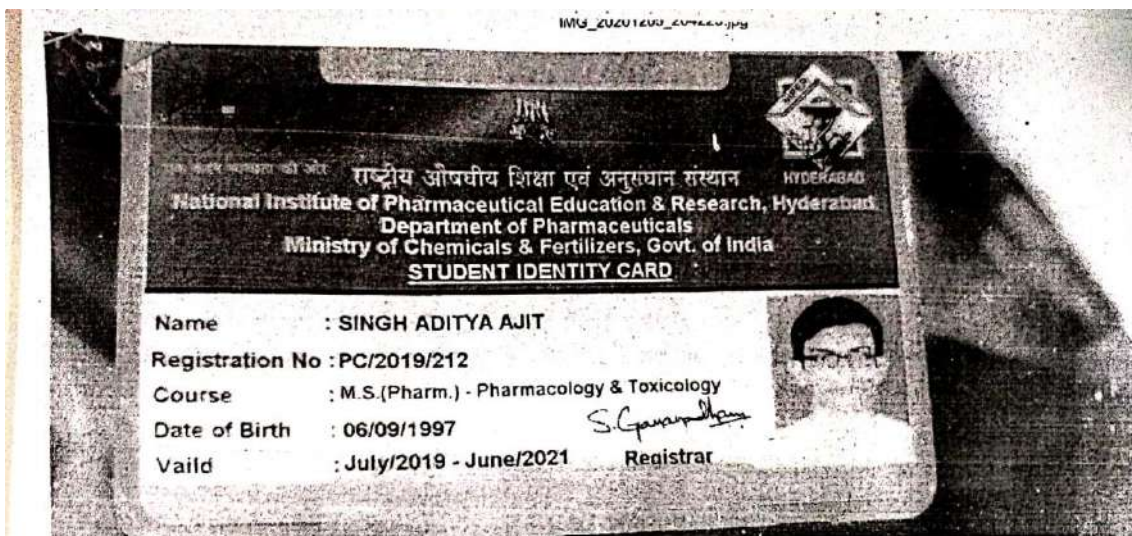 राष्ट्रीय औषधीय शिक्षा एवं अनुसंधान संस्थान
HYDERABAD
National Institute of Pharmaceutical Education & Research, Hyderabad
Department of Pharmaceuticals
Ministry of Chemicals & Fertilizers, Govt. of India
STUDENT IDENTITY CARD
Name : SINGH ADITYA AJIT
Registration No : PC/2019/212
Course : M.S.(Pharm.) - Pharmacology & Toxicology
Date of Birth : 06/09/1997
Vaild : July/2019 - June/2021 Registrar